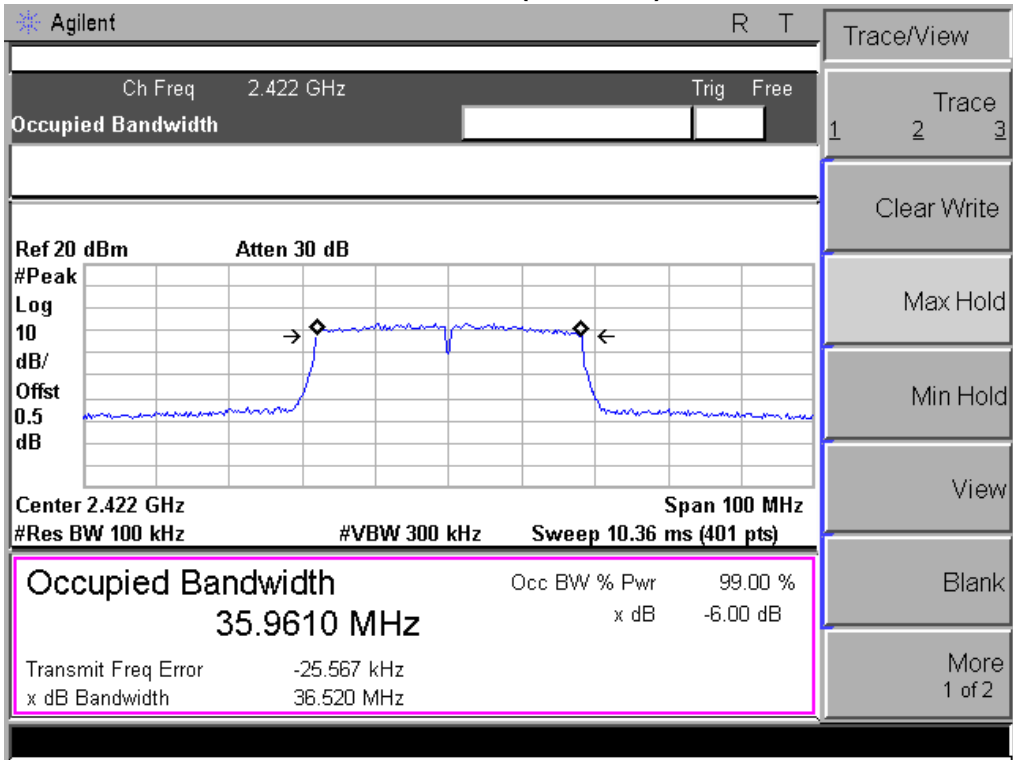 Agilent R T
Ch Freq 2.422 GHz Trig Free
Occupied Bandwidth
Ref 20 dBm Atten 30 dB
#Peak
Log
10
dB/
Offst
0.5
dB
Center 2.422 GHz Span 100 MHz
#Res BW 100 kHz #VBW 300 kHz Sweep 10.36 ms (401 pts)
Occupied Bandwidth Occ BW % Pwr 99.00 %
35.9610 MHz x dB -6.00 dB
Transmit Freq Error -25.567 kHz
x dB Bandwidth 36.520 MHz
Trace/View
Trace
1 2 3
Clear Write
Max Hold
Min Hold
View
Blank
More
1 of 2